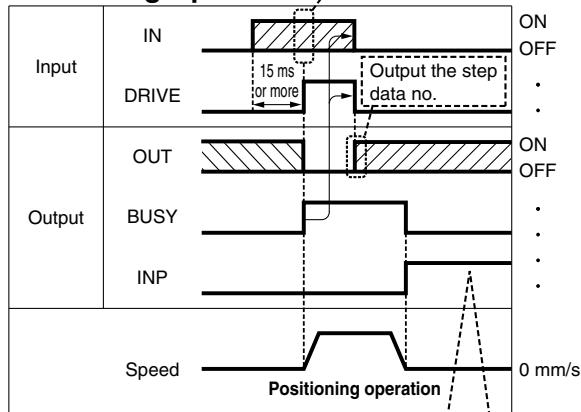 IN
ON
OFF
Input
15 ms
or more
Output the step
data no.
DRIVE
OUT
ON
OFF
Output
BUSY
INP
Speed
0 mm/s
Positioning operation